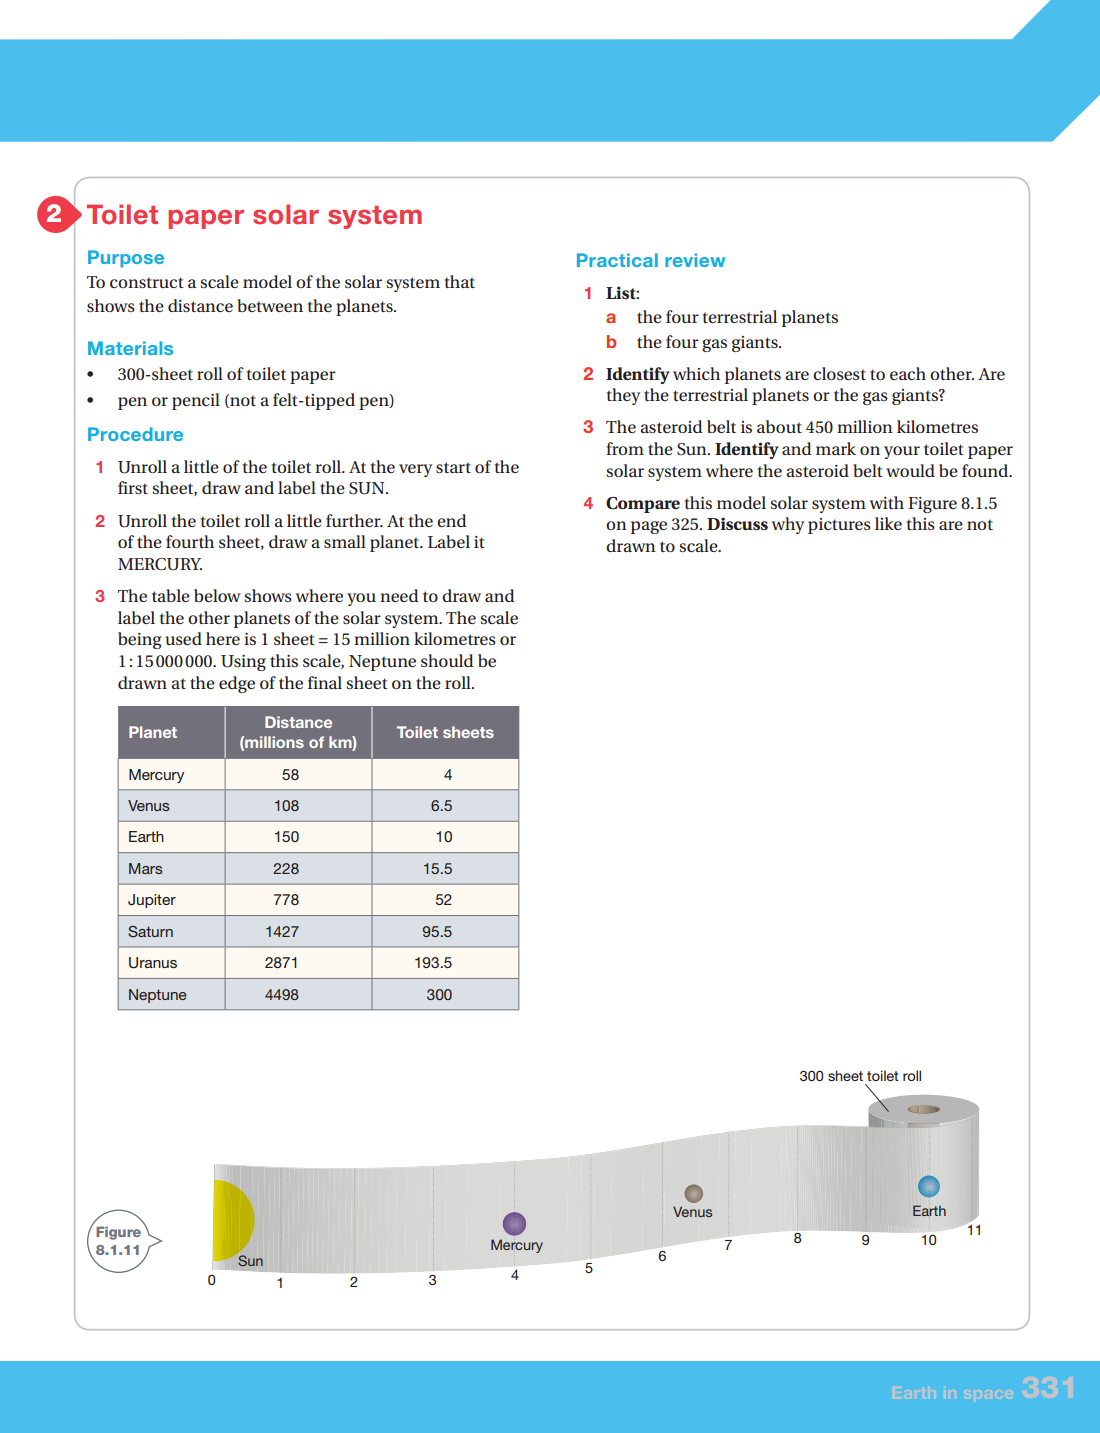 2 Toilet paper solar system
Purpose
To construct a scale model of the solar system that
shows the distance between the planets.
Materials
• 300-sheet roll of toilet paper
• pen or pencil (not a felt-tipped pen)
Procedure
1 Unroll a little of the toilet roll. At the very start of the
first sheet, draw and label the SUN.
2 Unroll the toilet roll a little further. At the end
of the fourth sheet, draw a small planet. Label it
MERCURY.
3 The table below shows where you need to draw and
label the other planets of the solar system. The scale
being used here is 1 sheet = 15 million kilometres or
1 : 15 000 000. Using this scale, Neptune should be
drawn at the edge of the final sheet on the roll.
Planet Distance (millions of km) Toilet sheets
Mercury 58 4
Venus 108 6.5
Earth 150 10
Mars 228 15.5
Jupiter 778 52
Saturn 1427 95.5
Uranus 2871 193.5
Neptune 4498 300
Practical review
1 List:
a the four terrestrial planets
b the four gas giants.
2 Identify which planets are closest to each other. Are
they the terrestrial planets or the gas giants?
3 The asteroid belt is about 450 million kilometres
from the Sun. Identify and mark on your toilet paper
solar system where the asteroid belt would be found.
4 Compare this model solar system with Figure 8.1.5
on page 325. Discuss why pictures like this are not
drawn to scale.
300 sheet toilet roll
Sun
Mercury
Venus
Earth
0 1 2 3 4 5 6 7 8 9 10 11
Figure
8.1.11
Earth in space 331